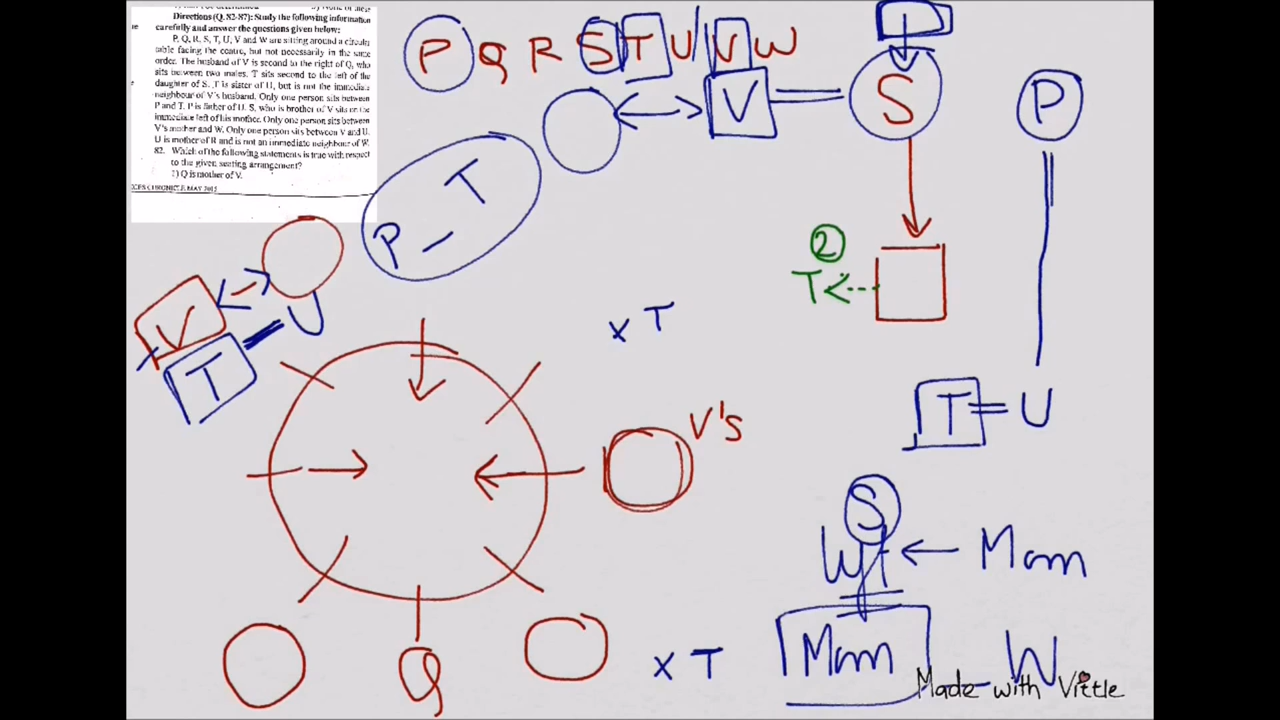 Directions (Q. 82-87): Study the following information
carefully and answer the questions given below:
P, Q, R, S, T, U, V and W are sitting around a circular
table facing the centre, but not necessarily in the same
order. The husband of V is second to the right of Q, who
sits between two males. T sits second to the left of the
daughter of S. T is sister of U, but is not the immediate
neighbour of V's husband. Only one person sits between
P and T. P is father of U. S, who is brother of V sits on the
immediate left of his mother. Only one person sits between
V's mother and W. Only one person sits between V and U.
U is mother of R and is not an immediate neighbour of W.
82. Which of the following statements is true with respect
to the given seating arrangement?
1) Q is mother of V.
MAY 2015
P Q R S T U V W
V S P
P _ T
2
T
V U
T
x T
V's
T U
S
W Mom
Q x T Mom W
Made with Vittle